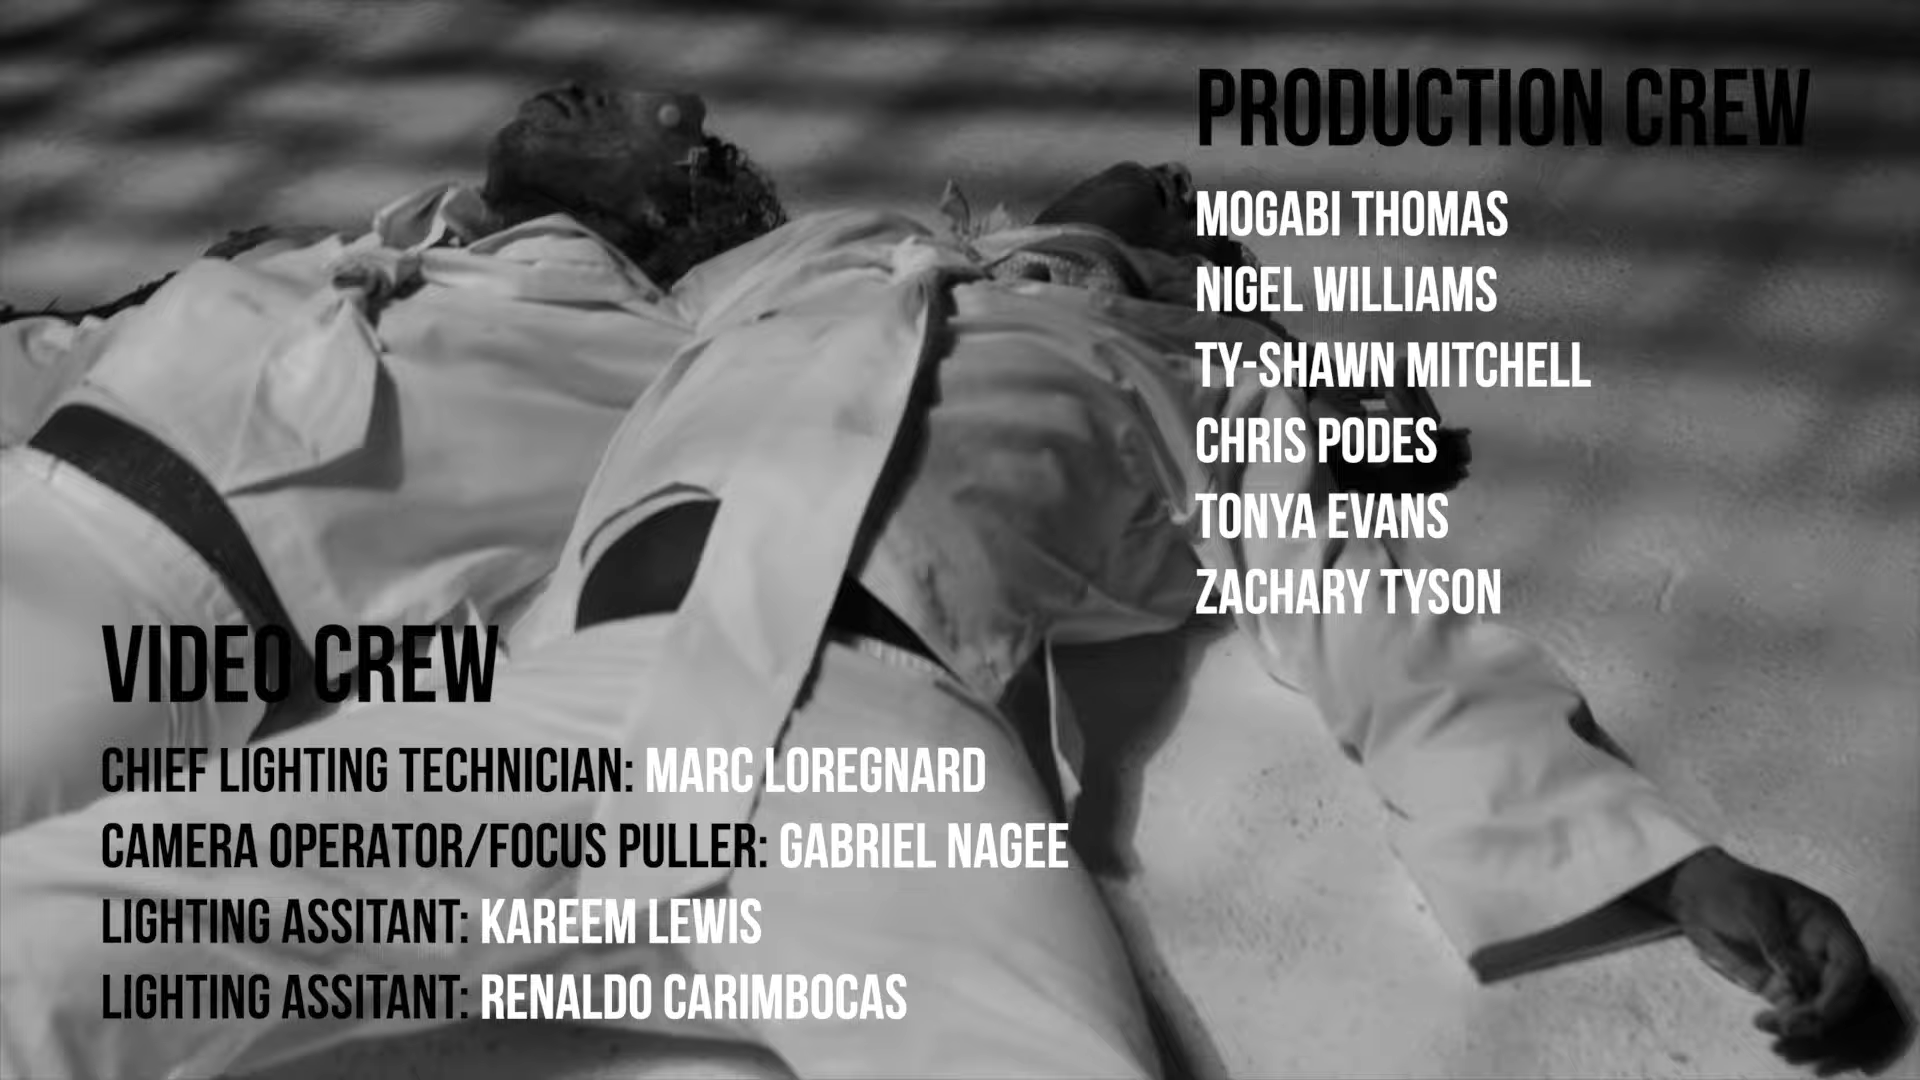 PRODUCTION CREW
MOGABI THOMAS
NIGEL WILLIAMS
TY-SHAWN MITCHELL
CHRIS PODES
TONYA EVANS
ZACHARY TYSON
VIDEO CREW
CHIEF LIGHTING TECHNICIAN: MARC LOREGNARD
CAMERA OPERATOR/FOCUS PULLER: GABRIEL NAGEE
LIGHTING ASSITANT: KAREEM LEWIS
LIGHTING ASSITANT: RENALDO CARIMBOCAS